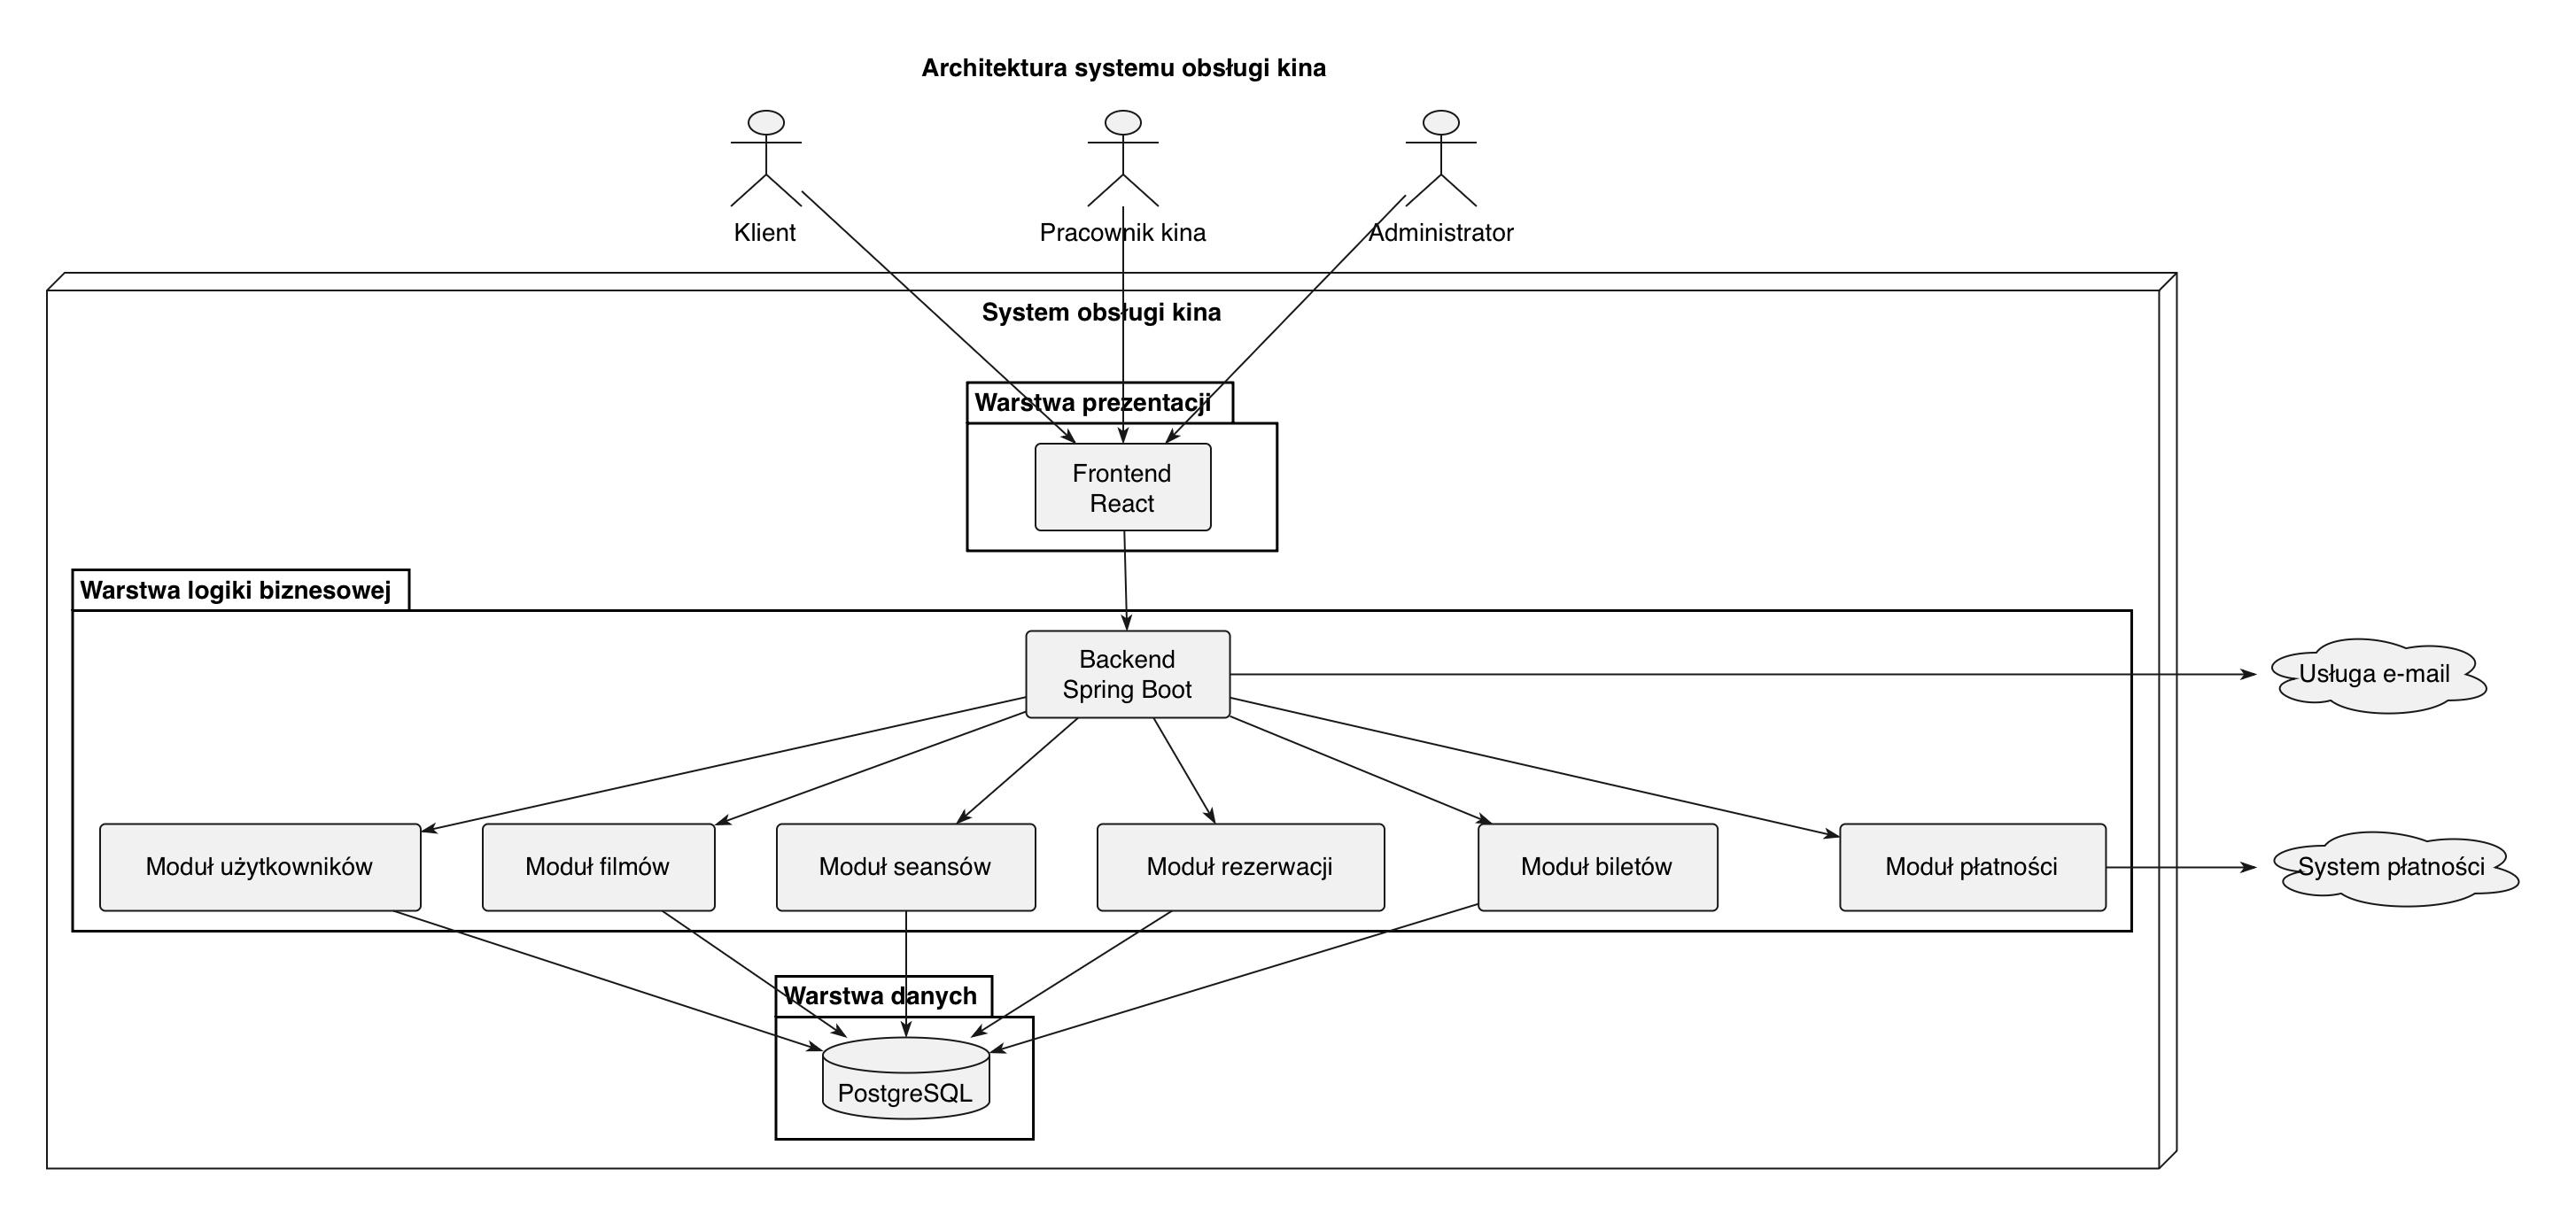 Architektura systemu obsługi kina
Klient
Pracownik kina
Administrator
System obsługi kina
Warstwa prezentacji
Frontend
React
Warstwa logiki biznesowej
Backend
Spring Boot
Usługa e-mail
Moduł użytkowników
Moduł filmów
Moduł seansów
Moduł rezerwacji
Moduł biletów
Moduł płatności
System płatności
Warstwa danych
PostgreSQL